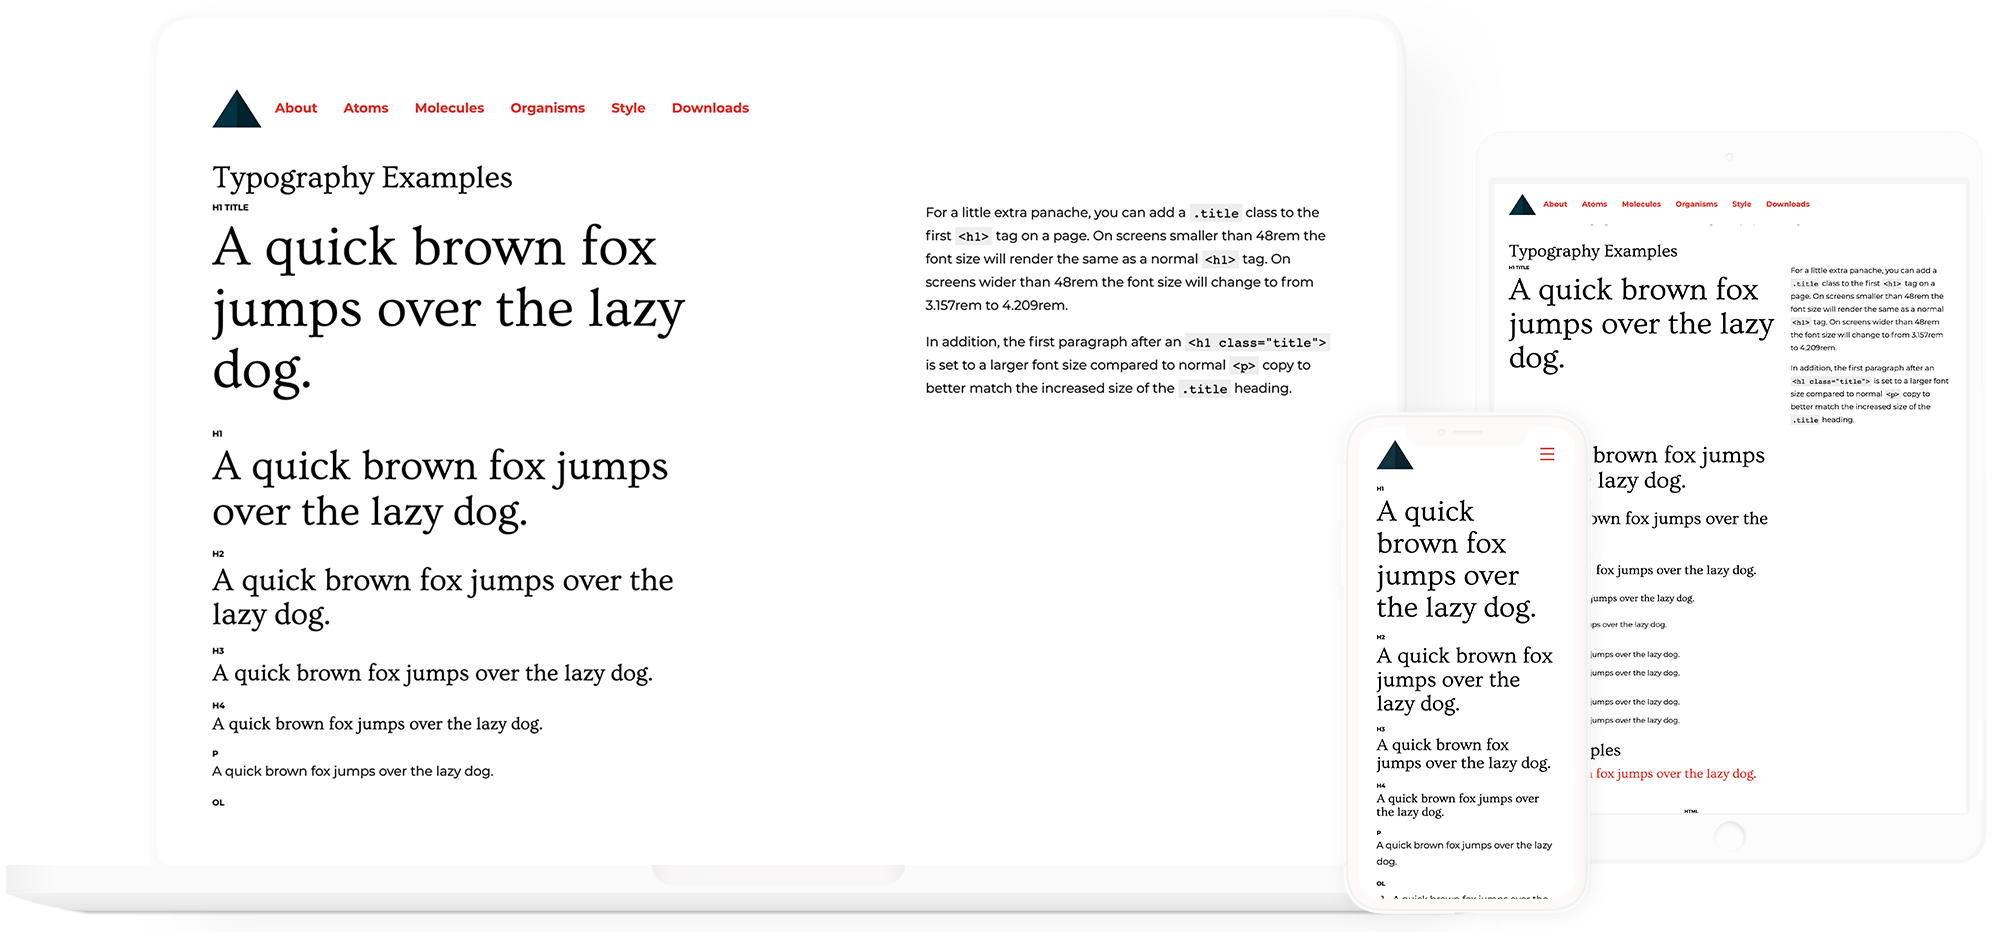 About Atoms Molecules Organisms Style Downloads
Typography Examples
H1 TITLE
A quick brown fox
jumps over the lazy
dog.
H1
A quick brown fox jumps
over the lazy dog.
H2
A quick brown fox jumps over the
lazy dog.
H3
A quick brown fox jumps over the lazy dog.
H4
A quick brown fox jumps over the lazy dog.
P
A quick brown fox jumps over the lazy dog.
OL
For a little extra panache, you can add a .title class to the
first <h1> tag on a page. On screens smaller than 48rem the
font size will render the same as a normal <h1> tag. On
screens wider than 48rem the font size will change to from
3.157rem to 4.209rem.
In addition, the first paragraph after an <h1 class="title">
is set to a larger font size compared to normal <p> copy to
better match the increased size of the .title heading.
H1
A quick
brown fox
jumps over
the lazy dog.
H2
A quick brown fox
jumps over the
lazy dog.
H3
A quick brown fox
jumps over the lazy dog.
H4
A quick brown fox jumps over
the lazy dog.
P
A quick brown fox jumps over the lazy
dog.
OL
1. A quick brown fox jumps over the
About Atoms Molecules Organisms Style Downloads
Typography Examples
H1 TITLE
A quick brown fox
jumps over the lazy
dog.
For a little extra panache, you can add a
.title class to the first <h1> tag on a
page. On screens smaller than 48rem the
font size will render the same as a normal
<h1> tag. On screens wider than 48rem
the font size will change to from 3.157rem
to 4.209rem.
In addition, the first paragraph after an
<h1 class="title"> is set to a larger font
size compared to normal <p> copy to
better match the increased size of the
.title heading.
brown fox jumps
lazy dog.
own fox jumps over the
fox jumps over the lazy dog.
jumps over the lazy dog.
ps over the lazy dog.
jumps over the lazy dog.
jumps over the lazy dog.
jumps over the lazy dog.
jumps over the lazy dog.
ples
fox jumps over the lazy dog.
HTML